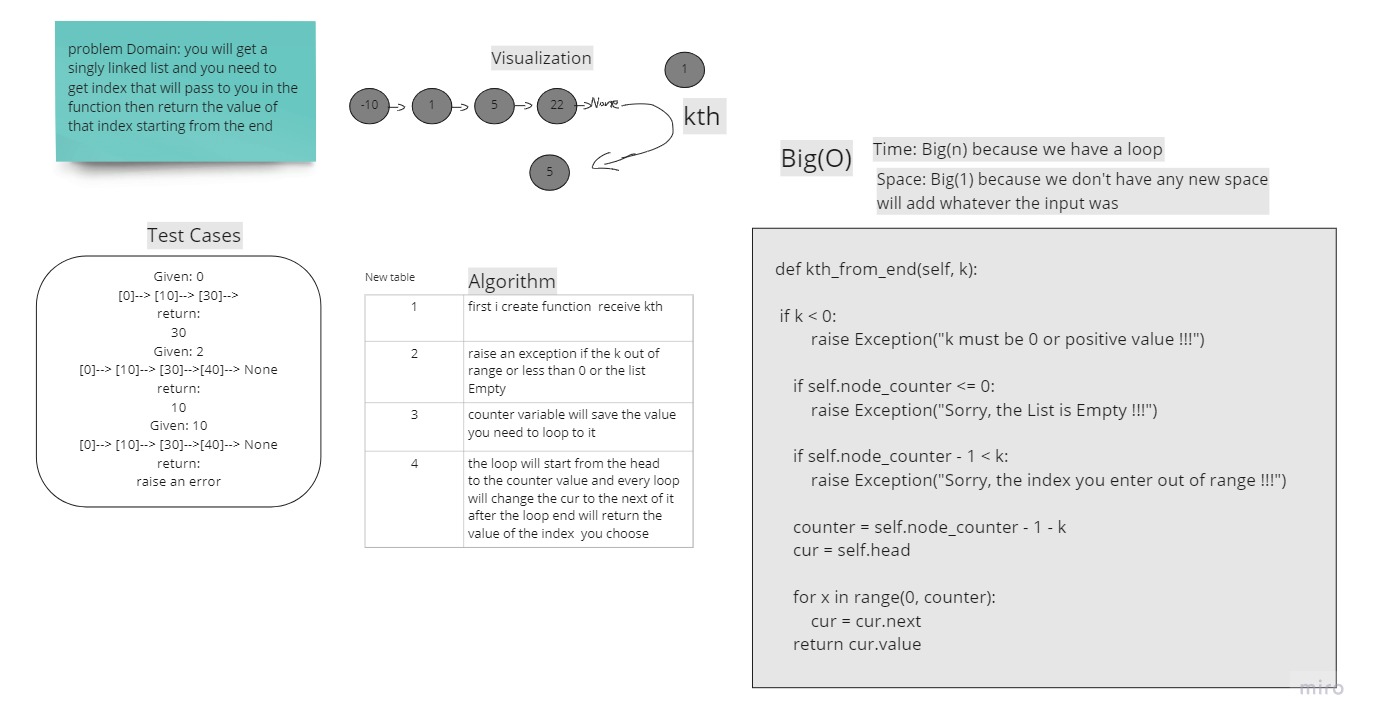 problem Domain: you will get a
singly linked list and you need to
get index that will pass to you in the
function then return the value of
that index starting from the end
Visualization
-10
1
5
22
None
1
kth
5
Big(O)
Time: Big(n) because we have a loop
Space: Big(1) because we don't have any new space
will add whatever the input was
Test Cases
Given: 0
[0]--> [10]--> [30]-->
return:
30
Given: 2
[0]--> [10]--> [30]-->[40]--> None
return:
10
Given: 10
[0]--> [10]--> [30]-->[40]--> None
return:
raise an error
New table
Algorithm
1
first i create function  receive kth
2
raise an exception if the k out of
range or less than 0 or the list
Empty
3
counter variable will save the value
you need to loop to it
4
the loop will start from the head
to the counter value and every loop
will change the cur to the next of it
after the loop end will return the
value of the index  you choose
def kth_from_end(self, k):
if k < 0:
raise Exception("k must be 0 or positive value !!!")
if self.node_counter <= 0:
raise Exception("Sorry, the List is Empty !!!")
if self.node_counter - 1 < k:
raise Exception("Sorry, the index you enter out of range !!!")
counter = self.node_counter - 1 - k
cur = self.head
for x in range(0, counter):
cur = cur.next
return cur.value
miro